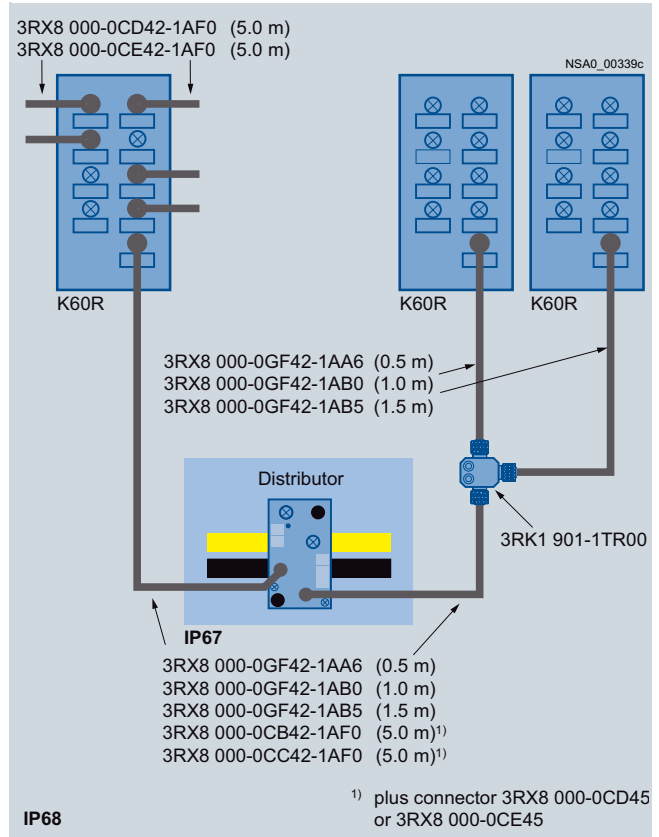 3RX8 000-0CD42-1AF0 (5.0 m)
3RX8 000-0CE42-1AF0 (5.0 m)
NSA0_00339c
K60R
K60R
K60R
3RX8 000-0GF42-1AA6 (0.5 m)
3RX8 000-0GF42-1AB0 (1.0 m)
3RX8 000-0GF42-1AB5 (1.5 m)
Distributor
3RK1 901-1TR00
IP67
3RX8 000-0GF42-1AA6 (0.5 m)
3RX8 000-0GF42-1AB0 (1.0 m)
3RX8 000-0GF42-1AB5 (1.5 m)
3RX8 000-0CB42-1AF0 (5.0 m)1)
3RX8 000-0CC42-1AF0 (5.0 m)1)
1) plus connector 3RX8 000-0CD45
or 3RX8 000-0CE45
IP68